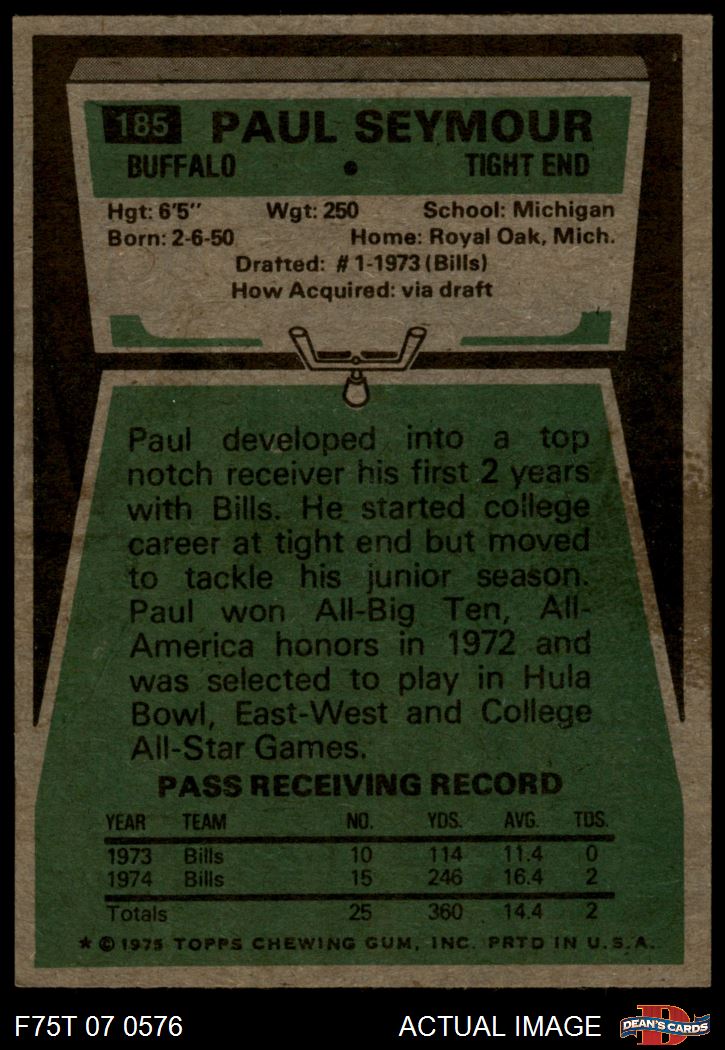 185 PAUL SEYMOUR
BUFFALO • TIGHT END
Hgt: 6'5" Wgt: 250 School: Michigan
Born: 2-6-50 Home: Royal Oak, Mich.
Drafted: #1-1973 (Bills)
How Acquired: via draft
Paul developed into a top
notch receiver his first 2 years
with Bills. He started college
career at tight end but moved
to tackle his junior season.
Paul won All-Big Ten, All-
America honors in 1972 and
was selected to play in Hula
Bowl, East-West and College
All-Star Games.
PASS RECEIVING RECORD
YEAR TEAM NO. YDS. AVG. TDS.
1973 Bills 10 114 11.4 0
1974 Bills 15 246 16.4 2
Totals 25 360 14.4 2
★ © 1975 TOPPS CHEWING GUM, INC. PRTD IN U.S.A.
F75T 07 0576 ACTUAL IMAGE D DEAN'S CARDS